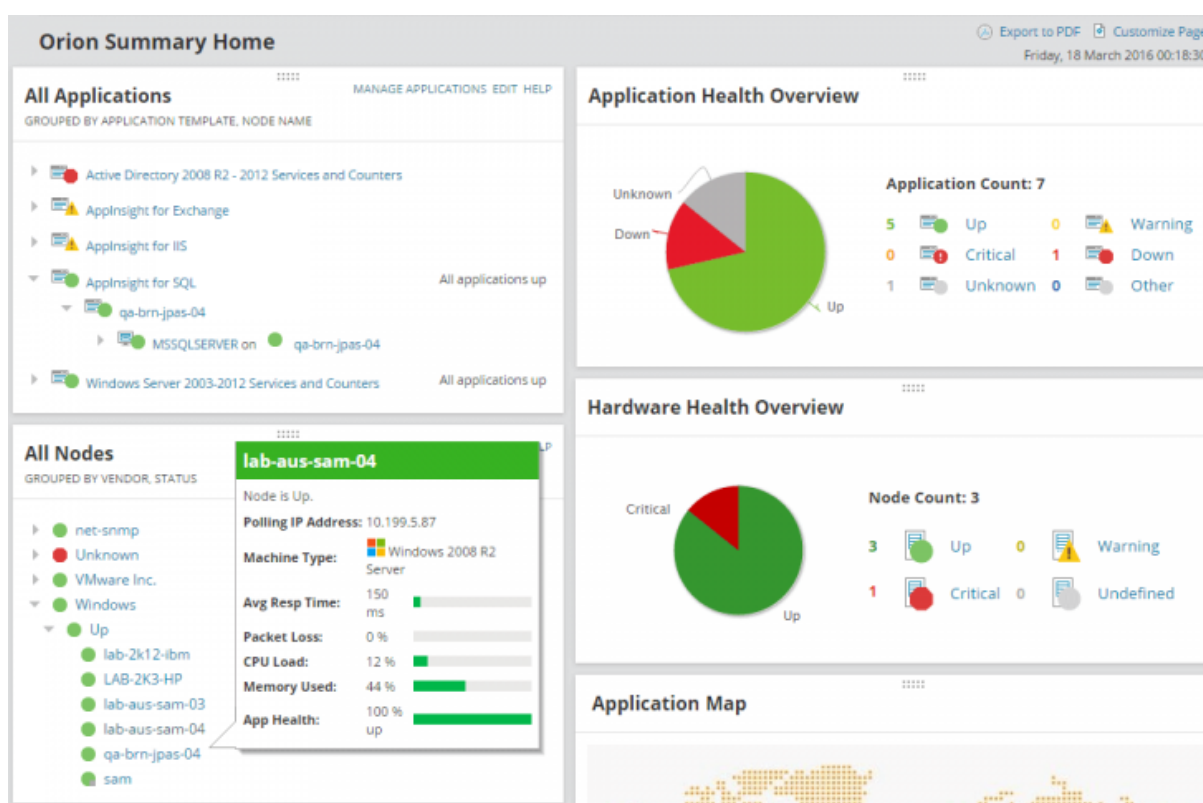 Orion Summary Home
Export to PDF Customize Page
Friday, 18 March 2016 00:18:30
All Applications
MANAGE APPLICATIONS EDIT HELP
GROUPED BY APPLICATION TEMPLATE, NODE NAME
Active Directory 2008 R2 - 2012 Services and Counters
AppInsight for Exchange
AppInsight for IIS
AppInsight for SQL All applications up
qa-brn-jpas-04
MSSQLSERVER on qa-brn-jpas-04
Windows Server 2003-2012 Services and Counters All applications up
Application Health Overview
Unknown
Down
Up
Application Count: 7
5 Up 0 Warning
0 Critical 1 Down
1 Unknown 0 Other
All Nodes
LP
GROUPED BY VENDOR, STATUS
net-snmp
Unknown
VMware Inc.
Windows
Up
lab-2k12-ibm
LAB-2K3-HP
lab-aus-sam-03
lab-aus-sam-04
qa-brn-jpas-04
sam
lab-aus-sam-04
Node is Up.
Polling IP Address: 10.199.5.87
Machine Type: Windows 2008 R2
Server
Avg Resp Time: 150
ms
Packet Loss: 0 %
CPU Load: 12 %
Memory Used: 44 %
App Health: 100 %
up
Hardware Health Overview
Critical
Up
Node Count: 3
3 Up 0 Warning
1 Critical 0 Undefined
Application Map